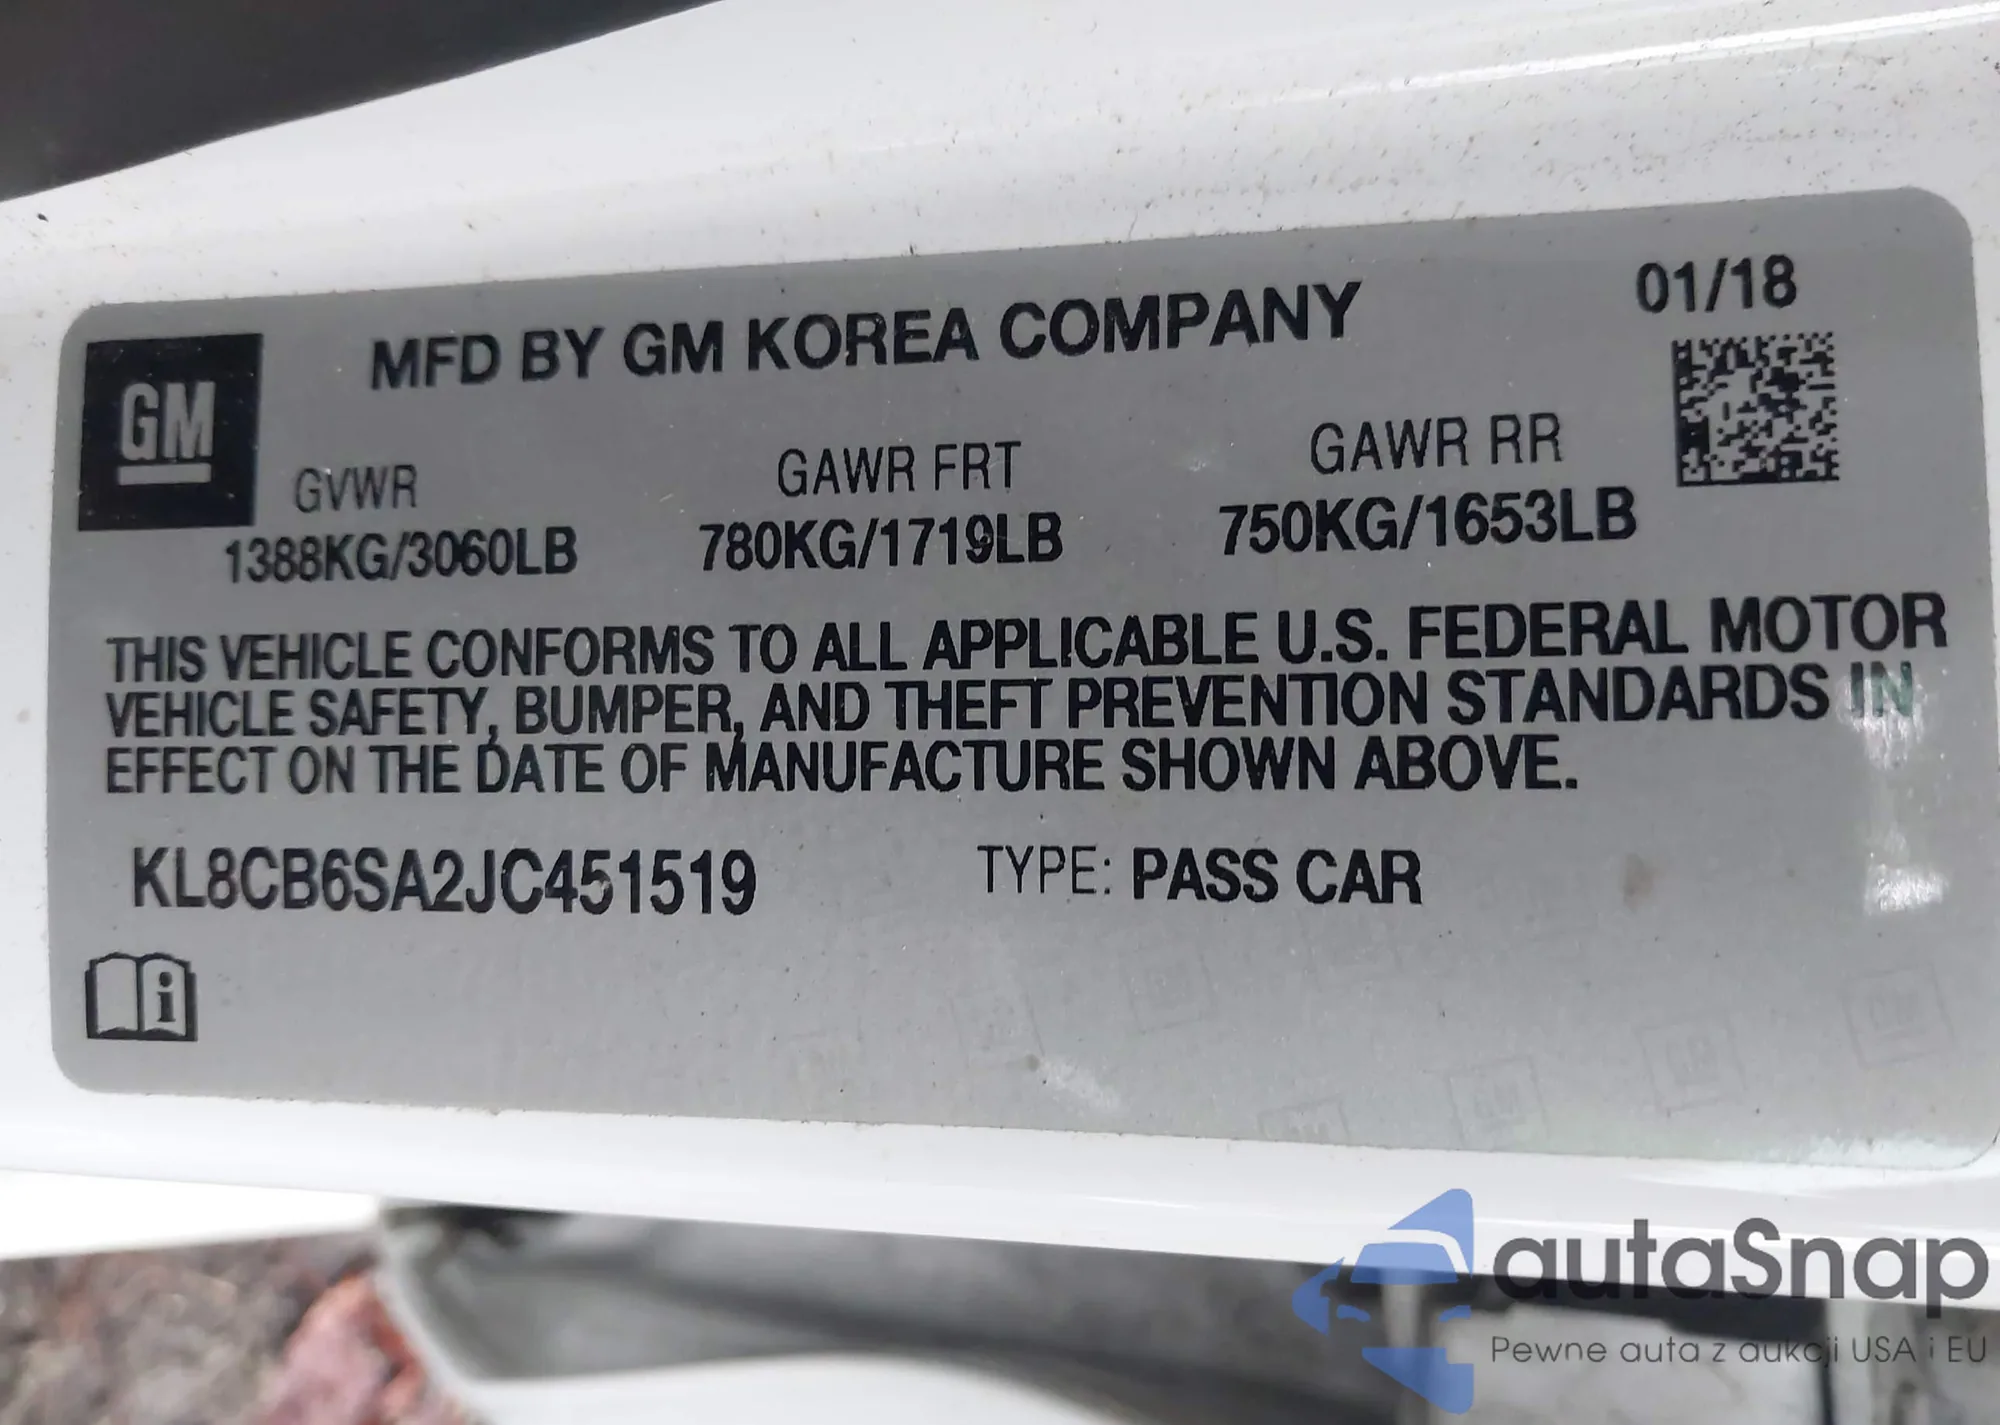 MFD BY GM KOREA COMPANY
01/18
GM
GVWR
GAWR FRT
GAWR RR
1388KG/3060LB
780KG/1719LB
750KG/1653LB
THIS VEHICLE CONFORMS TO ALL APPLICABLE U.S. FEDERAL MOTOR
VEHICLE SAFETY, BUMPER, AND THEFT PREVENTION STANDARDS IN
EFFECT ON THE DATE OF MANUFACTURE SHOWN ABOVE.
KL8CB6SA2JC451519
TYPE: PASS CAR
i
autaSnap
Pewne auta z aukcji USA i EU